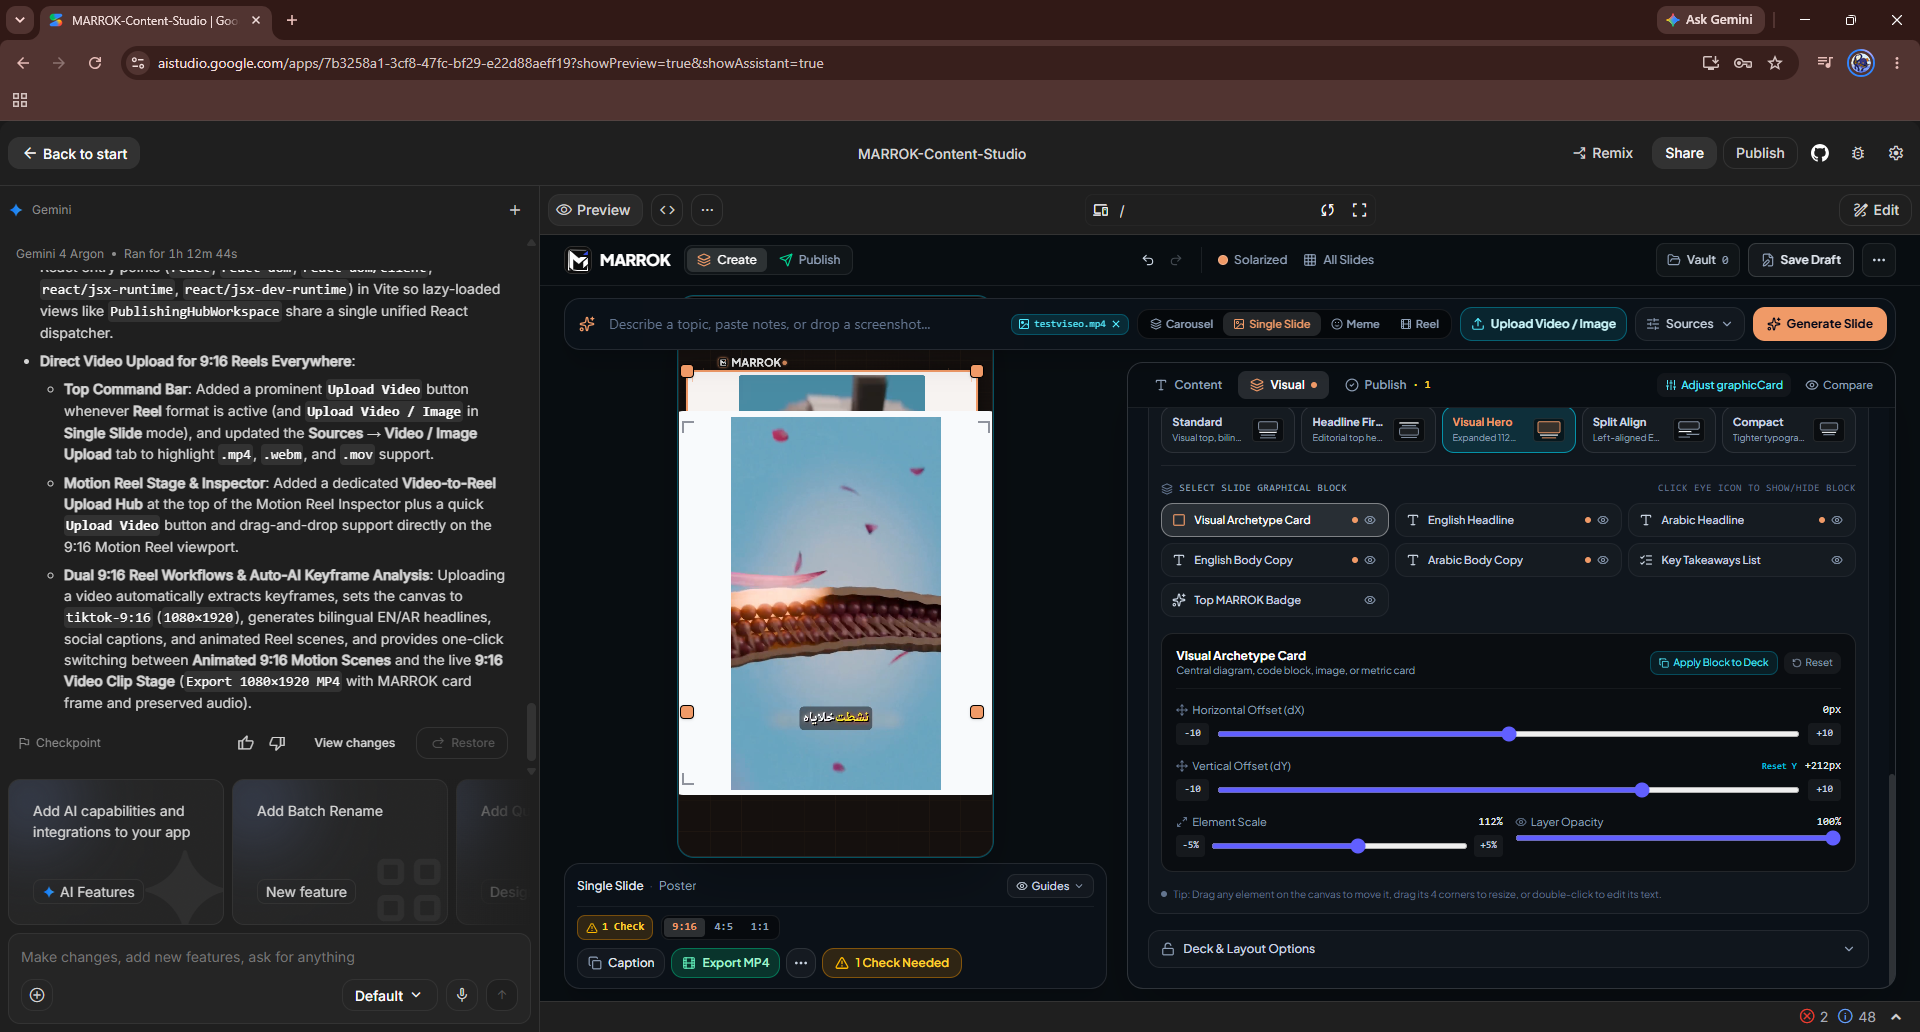 MARROK-Content-Studio | Goo
Ask Gemini
aistudio.google.com/apps/7b3258a1-3cf8-47fc-bf29-e22d88aeff19?showPreview=true&showAssistant=true
Back to start
MARROK-Content-Studio
Remix
Share
Publish
Gemini
Gemini 4 Argon • Ran for 1h 12m 44s
react/jsx-runtime, react/jsx-dev-runtime) in Vite so lazy-loaded
views like PublishingHubWorkspace share a single unified React
dispatcher.
• Direct Video Upload for 9:16 Reels Everywhere:
Top Command Bar: Added a prominent Upload Video button
whenever Reel format is active (and Upload Video / Image in
Single Slide mode), and updated the Sources → Video / Image
Upload tab to highlight .mp4, .webm, and .mov support.
Motion Reel Stage & Inspector: Added a dedicated Video-to-Reel
Upload Hub at the top of the Motion Reel Inspector plus a quick
Upload Video button and drag-and-drop support directly on the
9:16 Motion Reel viewport.
Dual 9:16 Reel Workflows & Auto-AI Keyframe Analysis: Uploading
a video automatically extracts keyframes, sets the canvas to
tiktok-9:16 (1080×1920), generates bilingual EN/AR headlines,
social captions, and animated Reel scenes, and provides one-click
switching between Animated 9:16 Motion Scenes and the live 9:16
Video Clip Stage (Export 1080×1920 MP4 with MARROK card
frame and preserved audio).
Checkpoint
View changes
Restore
Add AI capabilities and
integrations to your app
AI Features
Add Batch Rename
New feature
Make changes, add new features, ask for anything
Default
Preview
/
Edit
MARROK
Create
Publish
Solarized
All Slides
Vault 0
Save Draft
Describe a topic, paste notes, or drop a screenshot...
testviseo.mp4
Carousel
Single Slide
Meme
Reel
Upload Video / Image
Sources
Generate Slide
MARROK
نشطت خلاياه
Single Slide · Poster
Guides
1 Check
9:16
4:5
1:1
Caption
Export MP4
1 Check Needed
Content
Visual
Publish · 1
Adjust graphicCard
Compare
Standard
Visual top, bilin...
Headline Fir...
Editorial top he...
Visual Hero
Expanded 112...
Split Align
Left-aligned E...
Compact
Tighter typogra...
SELECT SLIDE GRAPHICAL BLOCK
CLICK EYE ICON TO SHOW/HIDE BLOCK
Visual Archetype Card
English Headline
Arabic Headline
English Body Copy
Arabic Body Copy
Key Takeaways List
Top MARROK Badge
Visual Archetype Card
Central diagram, code block, image, or metric card
Apply Block to Deck
Reset
Horizontal Offset (dX)
0px
-10
+10
Vertical Offset (dY)
Reset Y
+212px
-10
+10
Element Scale
112%
Layer Opacity
100%
-5%
+5%
Tip: Drag any element on the canvas to move it, drag its 4 corners to resize, or double-click to edit its text.
Deck & Layout Options
2
48